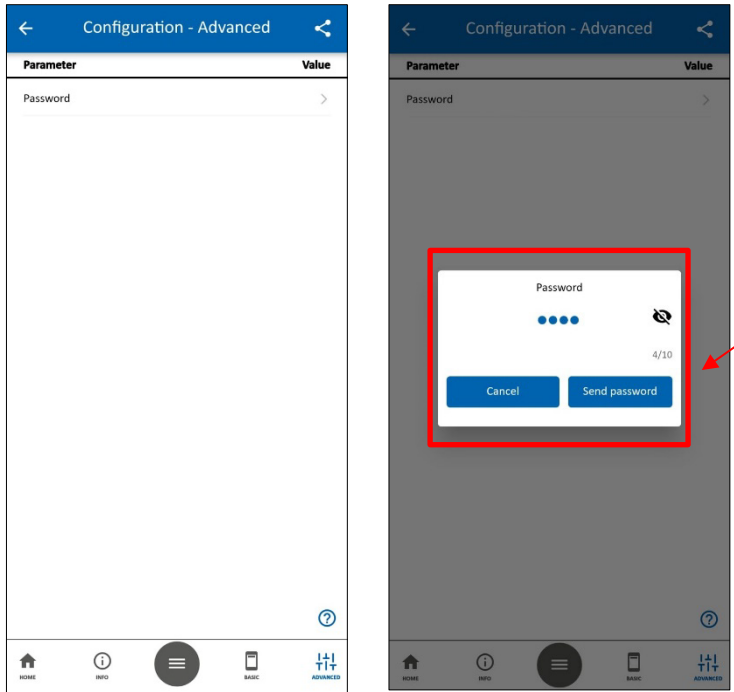 Configuration - Advanced
Parameter Value
Password
HOME INFO BASIC ADVANCED
Configuration - Advanced
Parameter Value
Password
Password
4/10
Cancel Send password
HOME INFO BASIC ADVANCED